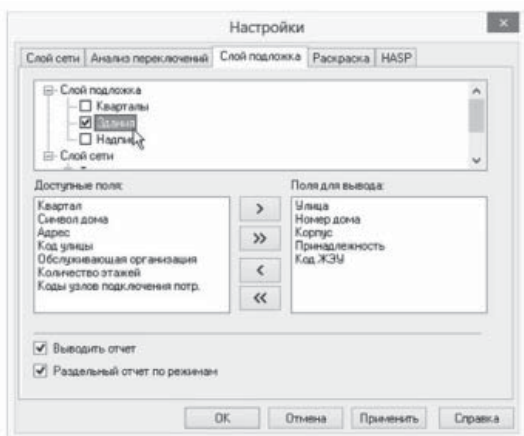 Настройки
Слой сети Анализ переключений Слой подложка Раскраска HASP
Слой подложка
Кварталы
Здания
Надпи
Слой сети
Доступные поля:
Квартал
Символ дома
Адрес
Код улицы
Обслуживающая организация
Количество этажей
Коды узлов подключения потр.
Поля для вывода:
Улица
Номер дома
Корпус
Принадлежность
Код ЖЭУ
Выводить отчет
Раздельный отчет по режимам
ОК Отмена Применить Справка